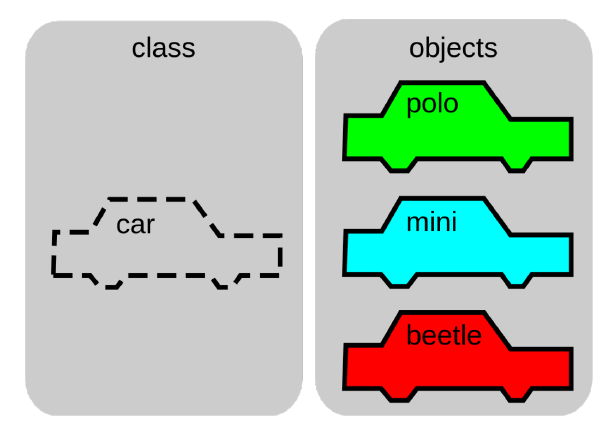 class
car
objects
polo
mini
beetle